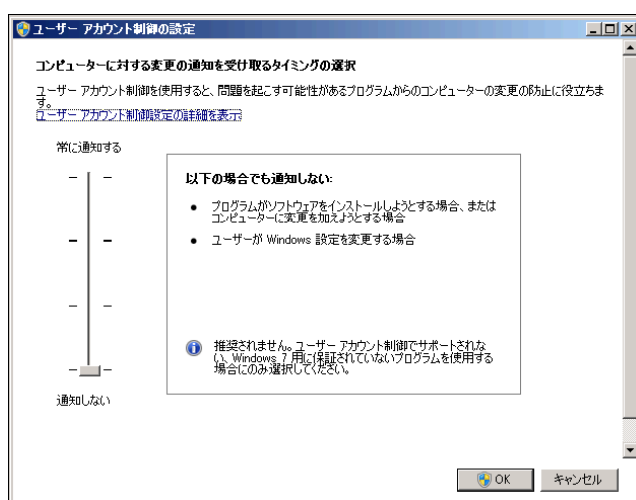 ユーザー アカウント制御の設定
コンピューターに対する変更の通知を受け取るタイミングの選択
ユーザー アカウント制御を使用すると、問題を起こす可能性があるプログラムからのコンピューターの変更の防止に役立ちま
す。
ユーザー アカウント制御設定の詳細を表示
常に通知する
以下の場合でも通知しない:
● プログラムがソフトウェアをインストールしようとする場合、または
コンピューターに変更を加えようとする場合
● ユーザーが Windows 設定を変更する場合
推奨されません。ユーザー アカウント制御でサポートされな
い、Windows 7 用に保証されていないプログラムを使用する
場合にのみ選択してください。
通知しない
OK
キャンセル